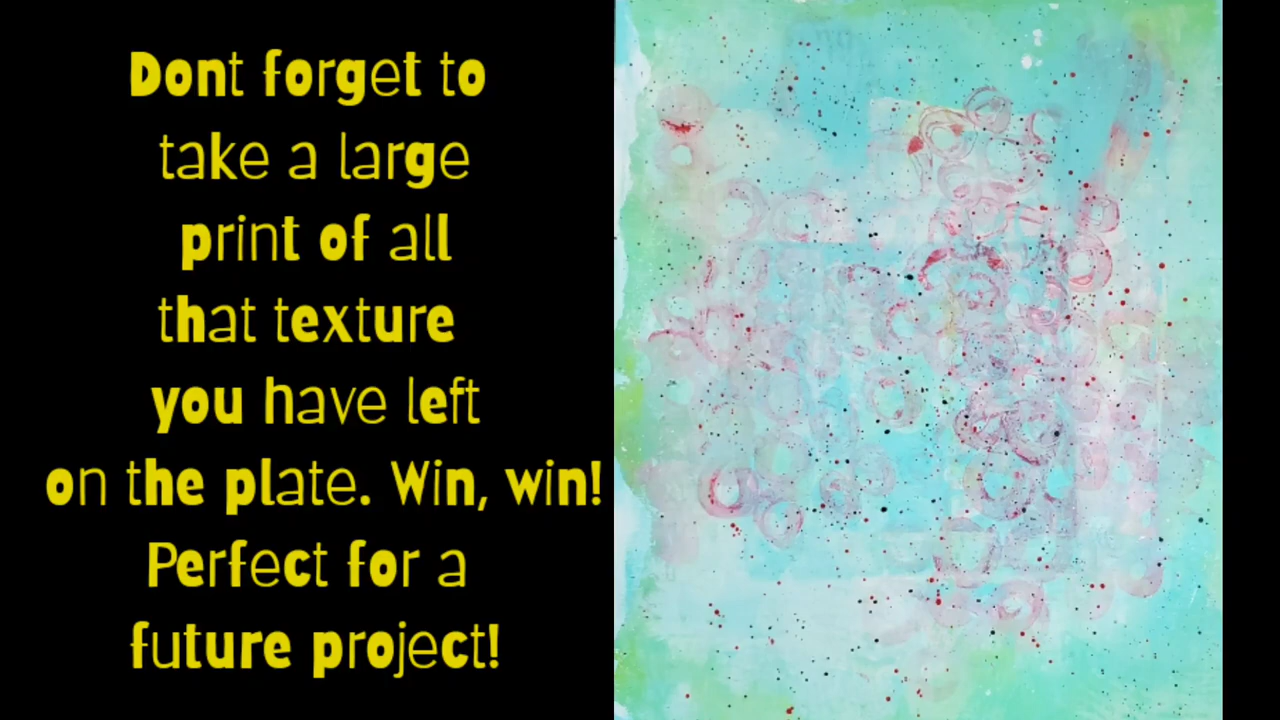 Dont forget to
take a large
print of all
that texture
you have left
on the plate. Win, win!
Perfect for a
future project!